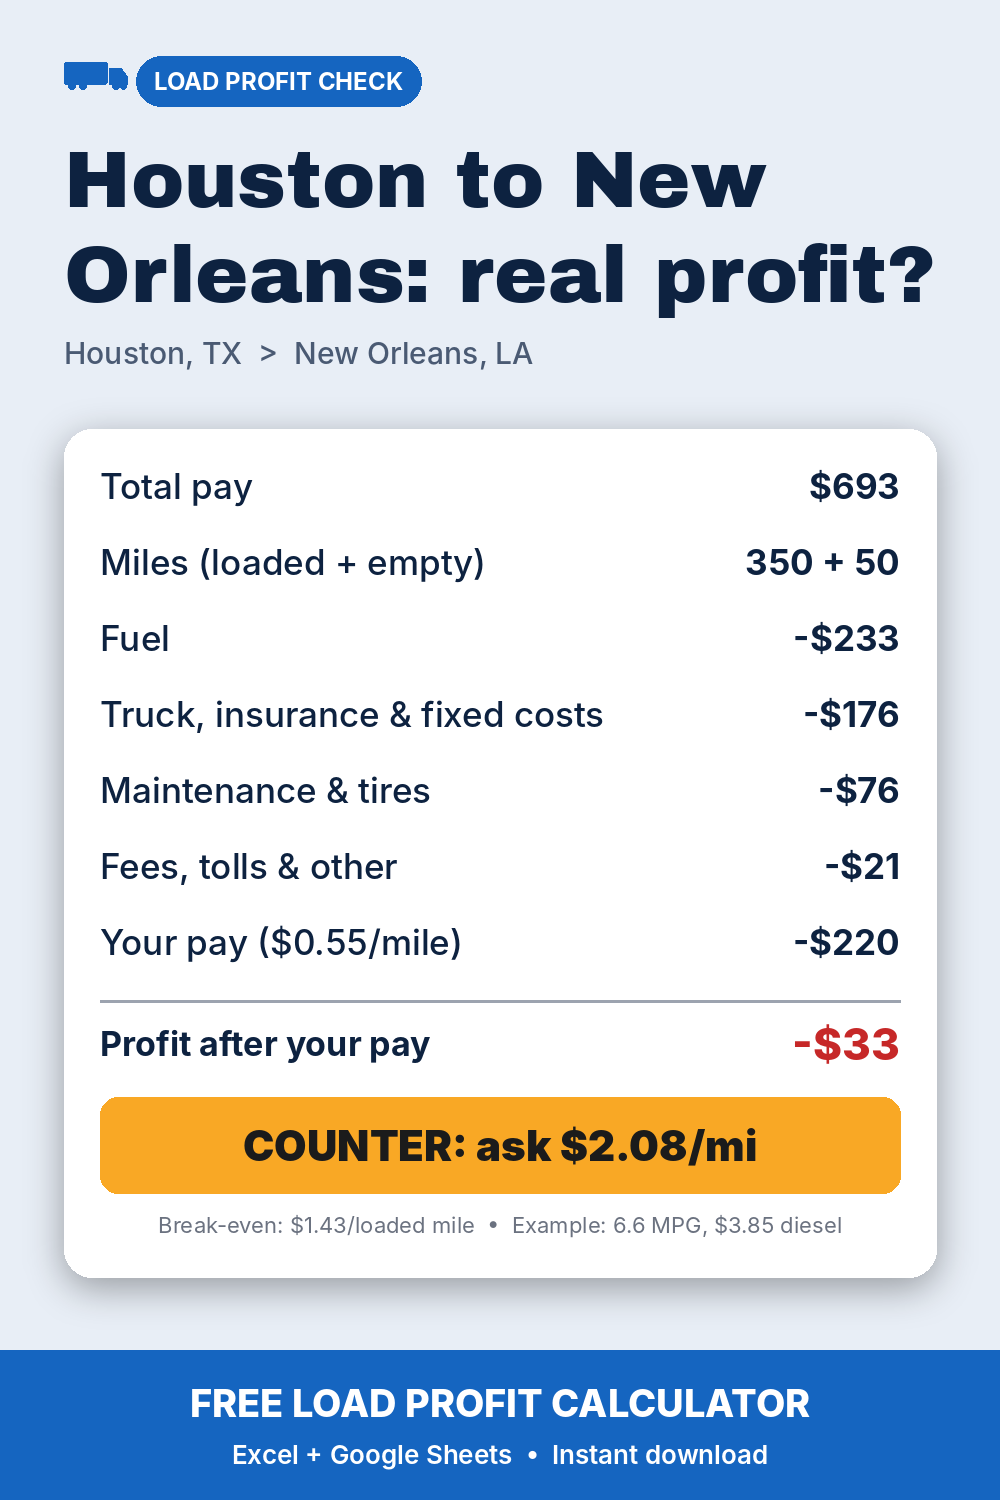 LOAD PROFIT CHECK
Houston to New
Orleans: real profit?
Houston, TX > New Orleans, LA
Total pay $693
Miles (loaded + empty) 350 + 50
Fuel -$233
Truck, insurance & fixed costs -$176
Maintenance & tires -$76
Fees, tolls & other -$21
Your pay ($0.55/mile) -$220
Profit after your pay -$33
COUNTER: ask $2.08/mi
Break-even: $1.43/loaded mile • Example: 6.6 MPG, $3.85 diesel
FREE LOAD PROFIT CALCULATOR
Excel + Google Sheets • Instant download